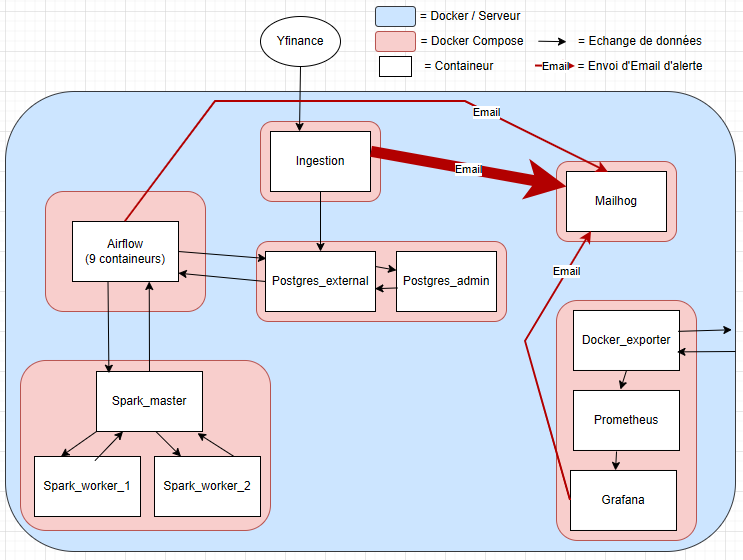 = Docker / Serveur
Yfinance
= Docker Compose
= Echange de données
= Containeur
Email
= Envoi d'Email d'alerte
Email
Ingestion
Email
Mailhog
Airflow
(9 containeurs)
Postgres_external
Postgres_admin
Email
Docker_exporter
Spark_master
Prometheus
Spark_worker_1
Spark_worker_2
Grafana